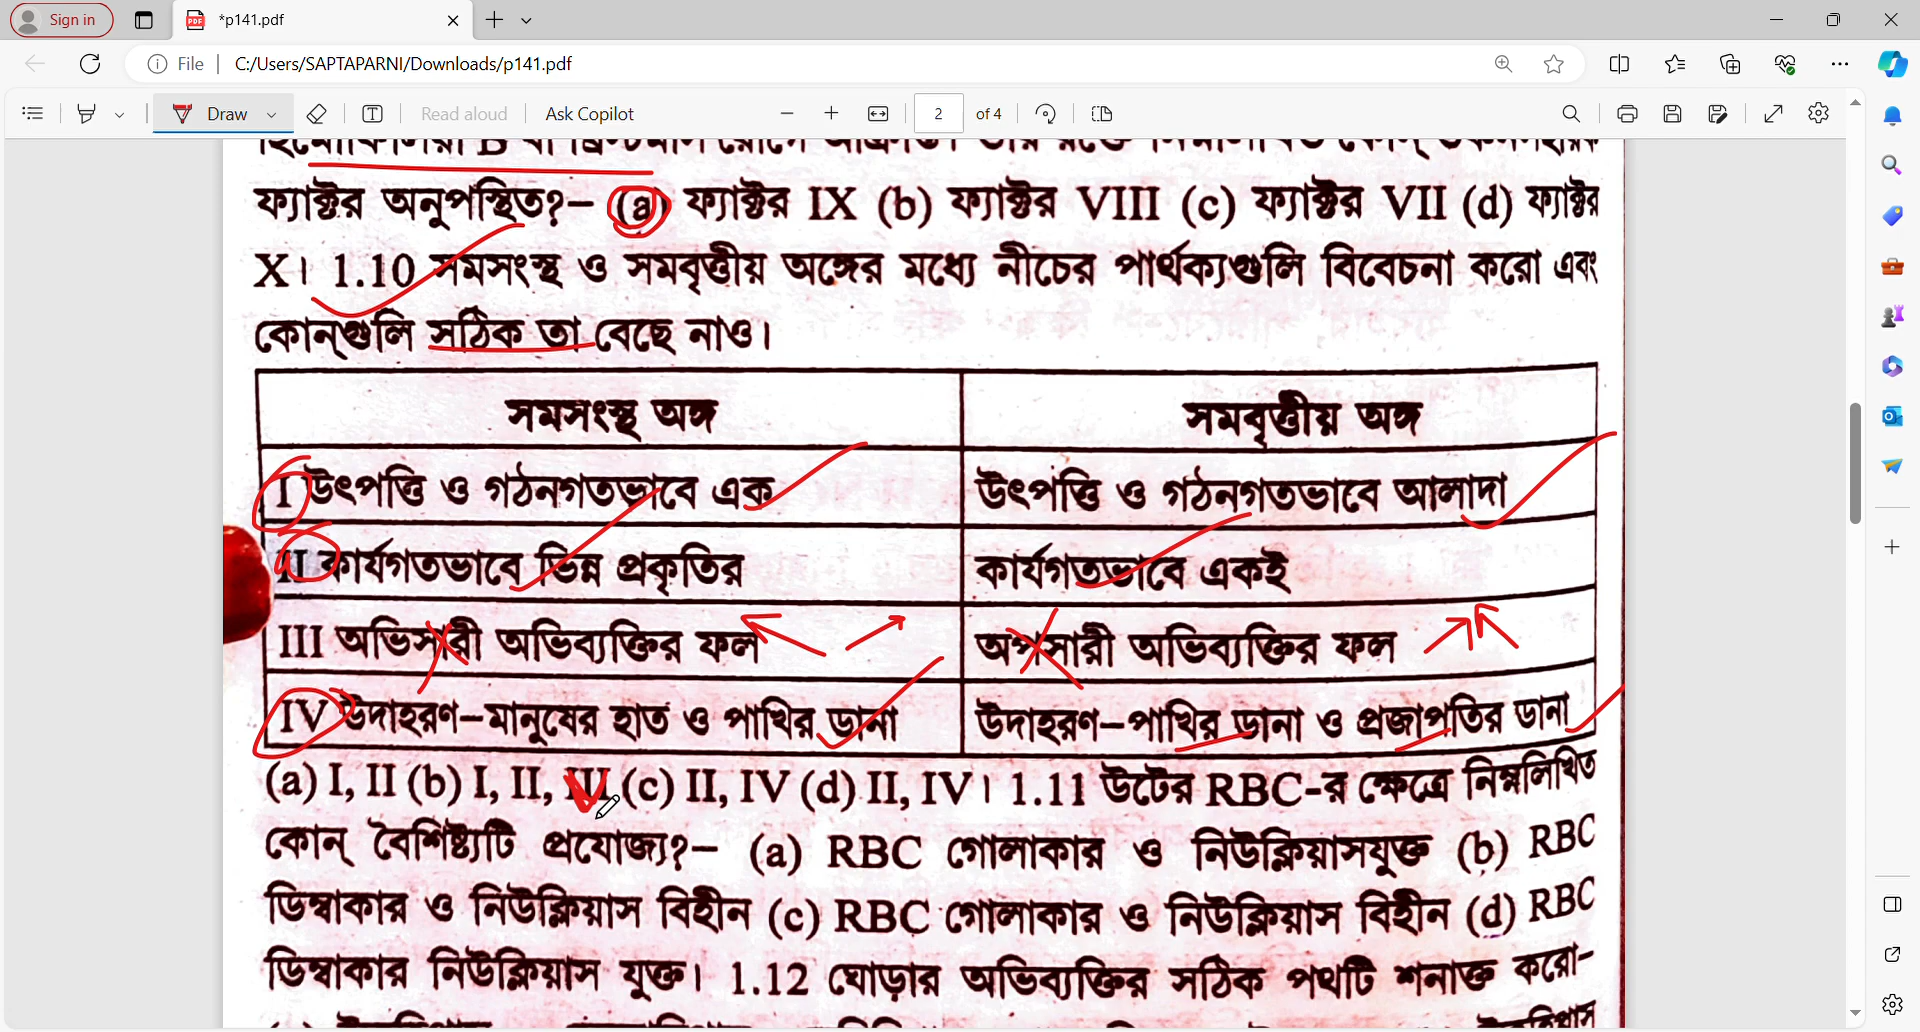 Sign in
*p141.pdf
File
C:/Users/SAPTAPARNI/Downloads/p141.pdf
Draw
Read aloud
Ask Copilot
2
of 4
হিমোফিলিয়া B বা
ফ্যাক্টর অনুপস্থিত?– (a) ফ্যাক্টর IX (b) ফ্যাক্টর VIII (c) ফ্যাক্টর VII (d) ফ্যাক্টর
X। 1.10 সমসংস্থ ও সমবৃত্তীয় অঙ্গের মধ্যে নীচের পার্থক্যগুলি বিবেচনা করো এবং
কোন্‌গুলি সঠিক তা বেছে নাও।
সমসংস্থ অঙ্গ
সমবৃত্তীয় অঙ্গ
I উৎপত্তি ও গঠনগতভাবে এক
উৎপত্তি ও গঠনগতভাবে আলাদা
II কার্যগতভাবে ভিন্ন প্রকৃতির
কার্যগতভাবে একই
III অভিসারী অভিব্যক্তির ফল
অপসারী অভিব্যক্তির ফল
IV উদাহরণ–মানুষের হাত ও পাখির ডানা
উদাহরণ–পাখির ডানা ও প্রজাপতির ডানা
(a) I, II (b) I, II, IV (c) II, IV (d) II, IV। 1.11 উটের RBC-র ক্ষেত্রে নিম্নলিখিত
কোন্ বৈশিষ্ট্যটি প্রযোজ্য?– (a) RBC গোলাকার ও নিউক্লিয়াসযুক্ত (b) RBC
ডিম্বাকার ও নিউক্লিয়াস বিহীন (c) RBC গোলাকার ও নিউক্লিয়াস বিহীন (d) RBC
ডিম্বাকার নিউক্লিয়াস যুক্ত। 1.12 ঘোড়ার অভিব্যক্তির সঠিক পথটি শনাক্ত করো–